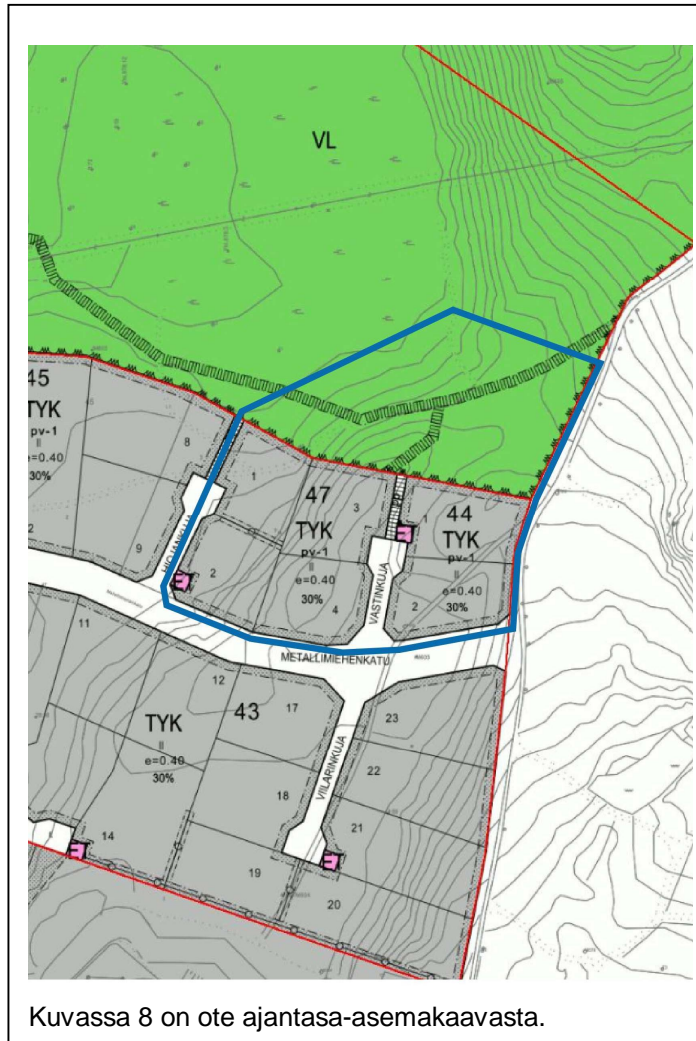 VL
45
TYK
pv-1
II
e=0.40
30%
8
9
2
1
47
TYK
pv-1
II
e=0.40
30%
3
2
4
1
44
TYK
pv-1
II
e=0.40
30%
2
HIOJANKUJA
VASTINKUJA
METALLIMIEHENKATU
11
12
43
17
TYK
II
e=0.40
30%
18
VIILARINKUJA
23
22
21
14
19
20
Kuvassa 8 on ote ajantasa-asemakaavasta.